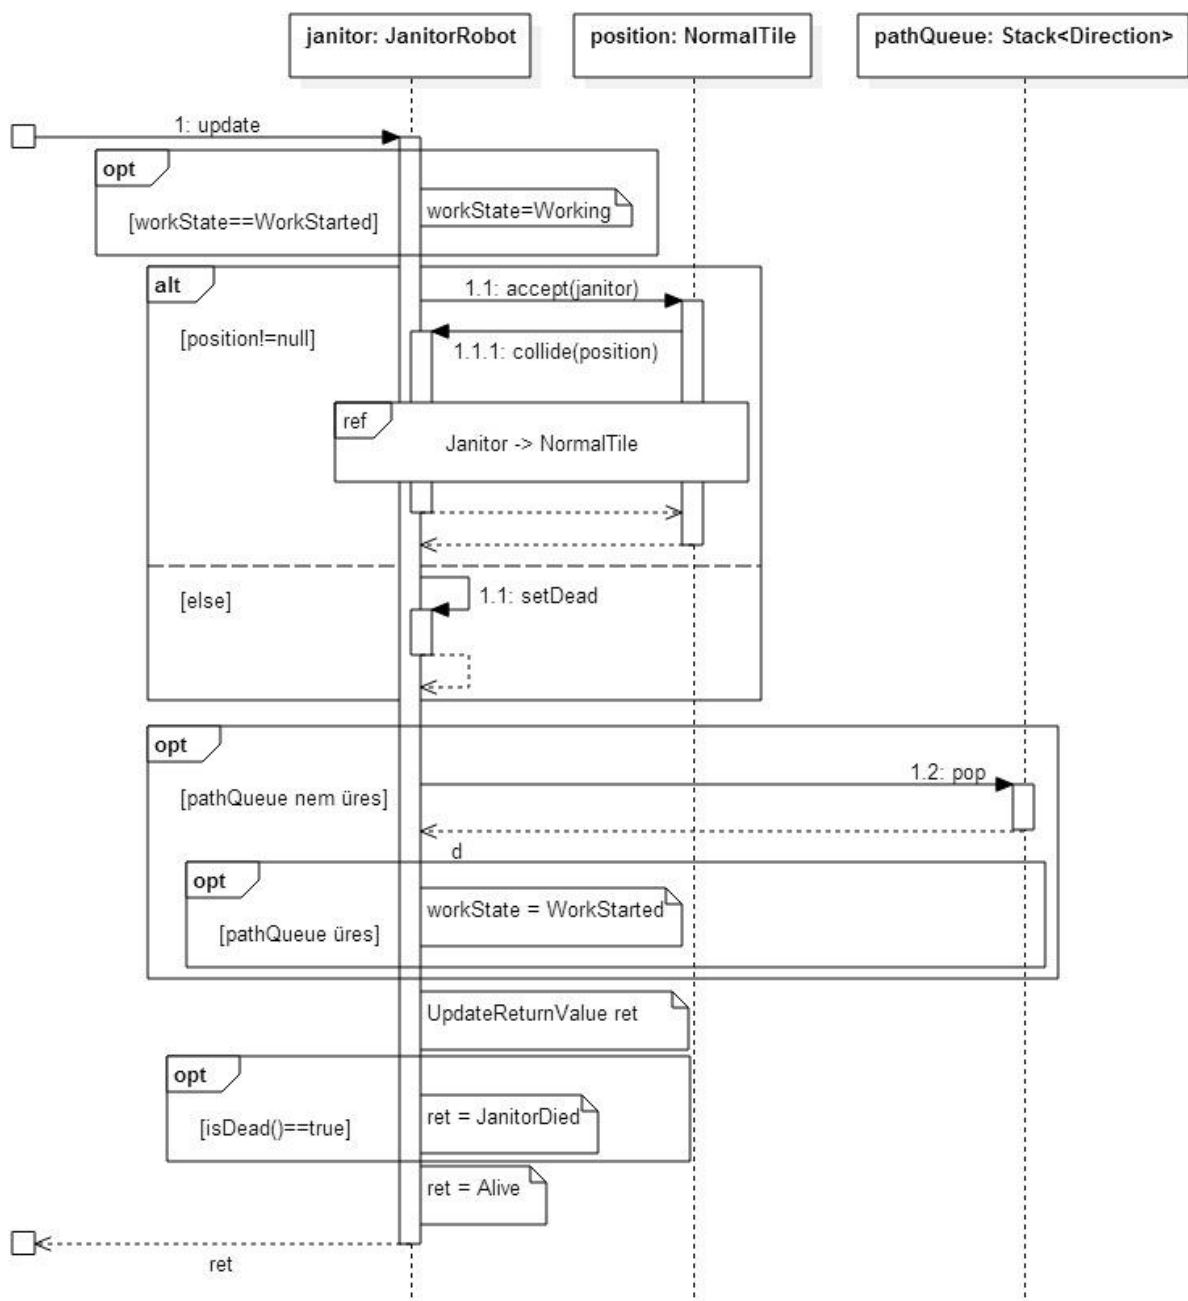 janitor: JanitorRobot
position: NormalTile
pathQueue: Stack<Direction>
1: update
opt
workState=Working
[workState==WorkStarted]
alt
1.1: accept(janitor)
[position!=null]
1.1.1: collide(position)
ref
Janitor -> NormalTile
[else]
1.1: setDead
opt
1.2: pop
[pathQueue nem üres]
d
opt
workState = WorkStarted
[pathQueue üres]
UpdateReturnValue ret
opt
ret = JanitorDied
[isDead()==true]
ret = Alive
ret